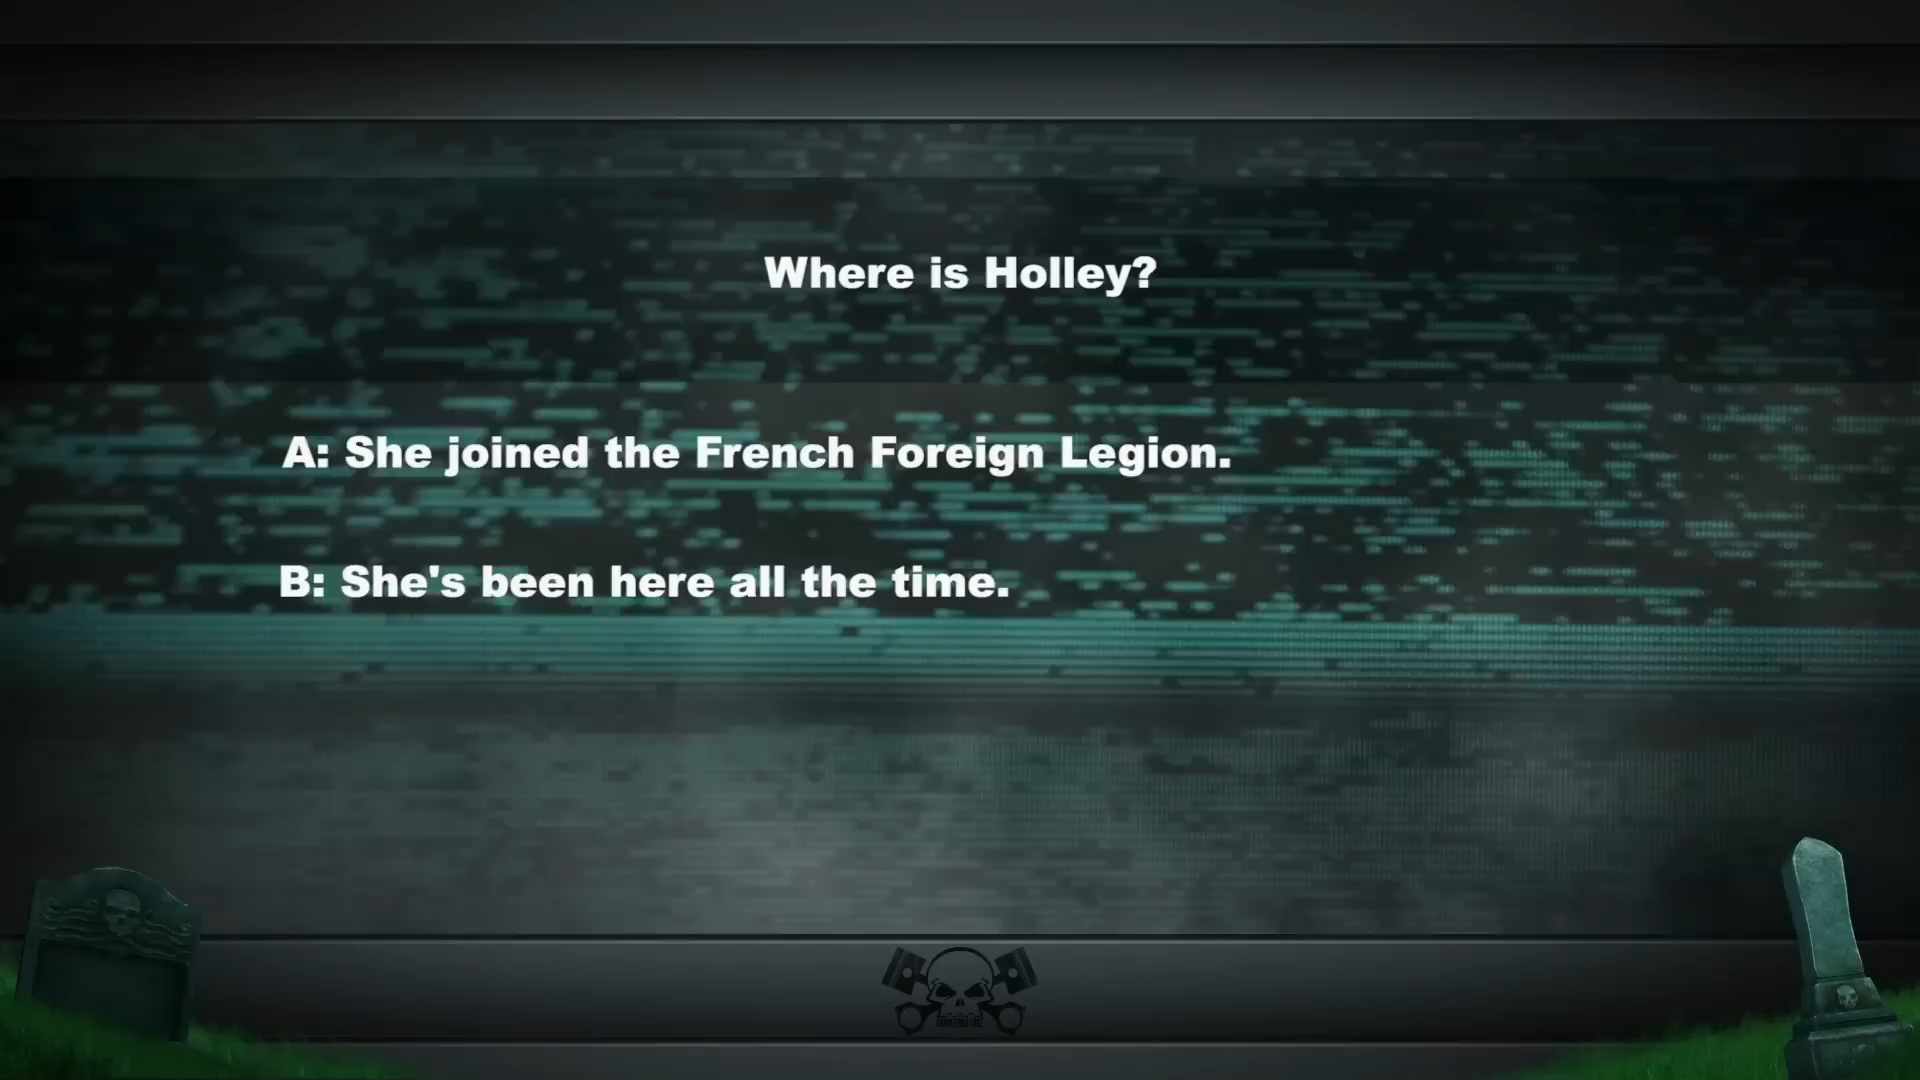 Where is Holley?
A: She joined the French Foreign Legion.
B: She's been here all the time.